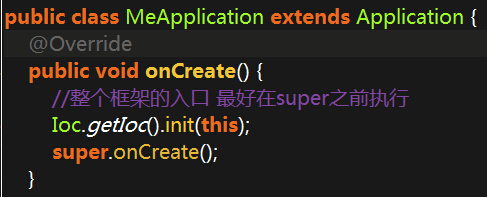 public class MeApplication extends Application {
@Override
public void onCreate() {
//整个框架的入口 最好在super之前执行
Ioc.getIoc().init(this);
super.onCreate();
}